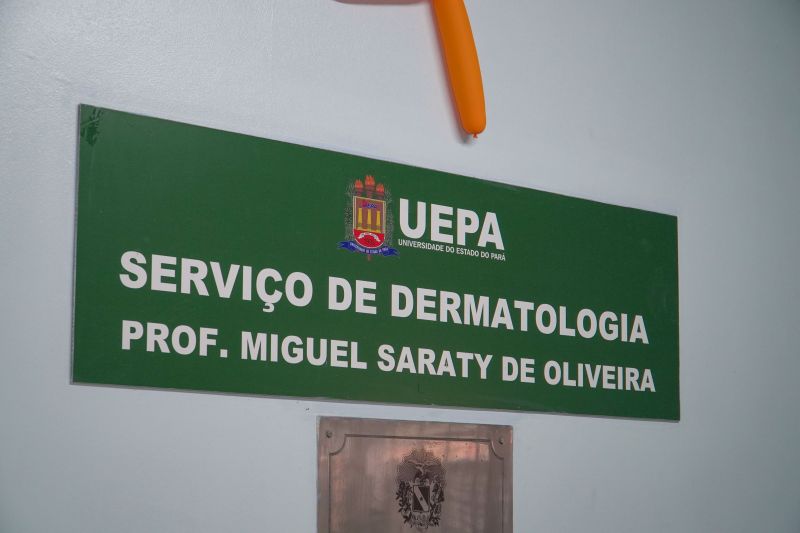 UEPA
UNIVERSIDADE DO ESTADO DO PARÁ
SERVIÇO DE DERMATOLOGIA
PROF. MIGUEL SARATY DE OLIVEIRA